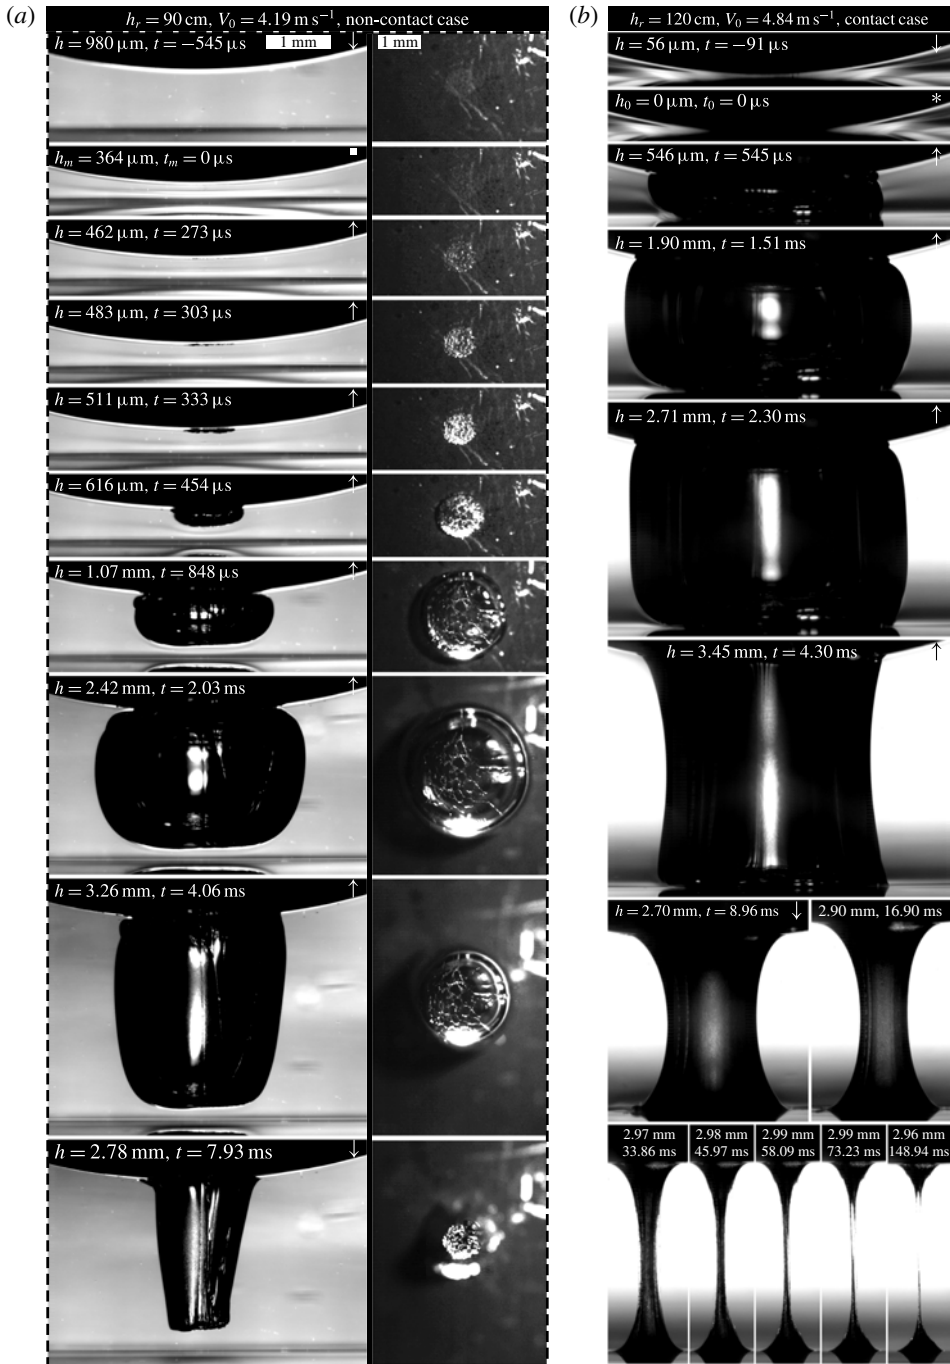 (a)
h_r = 90 cm, V_0 = 4.19 m s⁻¹, non-contact case
h = 980 μm, t = −545 μs ↓
1 mm
1 mm
h_m = 364 μm, t_m = 0 μs
h = 462 μm, t = 273 μs ↑
h = 483 μm, t = 303 μs ↑
h = 511 μm, t = 333 μs ↑
h = 616 μm, t = 454 μs ↑
h = 1.07 mm, t = 848 μs ↑
h = 2.42 mm, t = 2.03 ms ↑
h = 3.26 mm, t = 4.06 ms ↑
h = 2.78 mm, t = 7.93 ms ↓
(b)
h_r = 120 cm, V_0 = 4.84 m s⁻¹, contact case
h = 56 μm, t = −91 μs ↓
h_0 = 0 μm, t_0 = 0 μs *
h = 546 μm, t = 545 μs ↑
h = 1.90 mm, t = 1.51 ms ↑
h = 2.71 mm, t = 2.30 ms ↑
h = 3.45 mm, t = 4.30 ms ↑
h = 2.70 mm, t = 8.96 ms ↓
2.90 mm, 16.90 ms
2.97 mm
33.86 ms
2.98 mm
45.97 ms
2.99 mm
58.09 ms
2.99 mm
73.23 ms
2.96 mm
148.94 ms